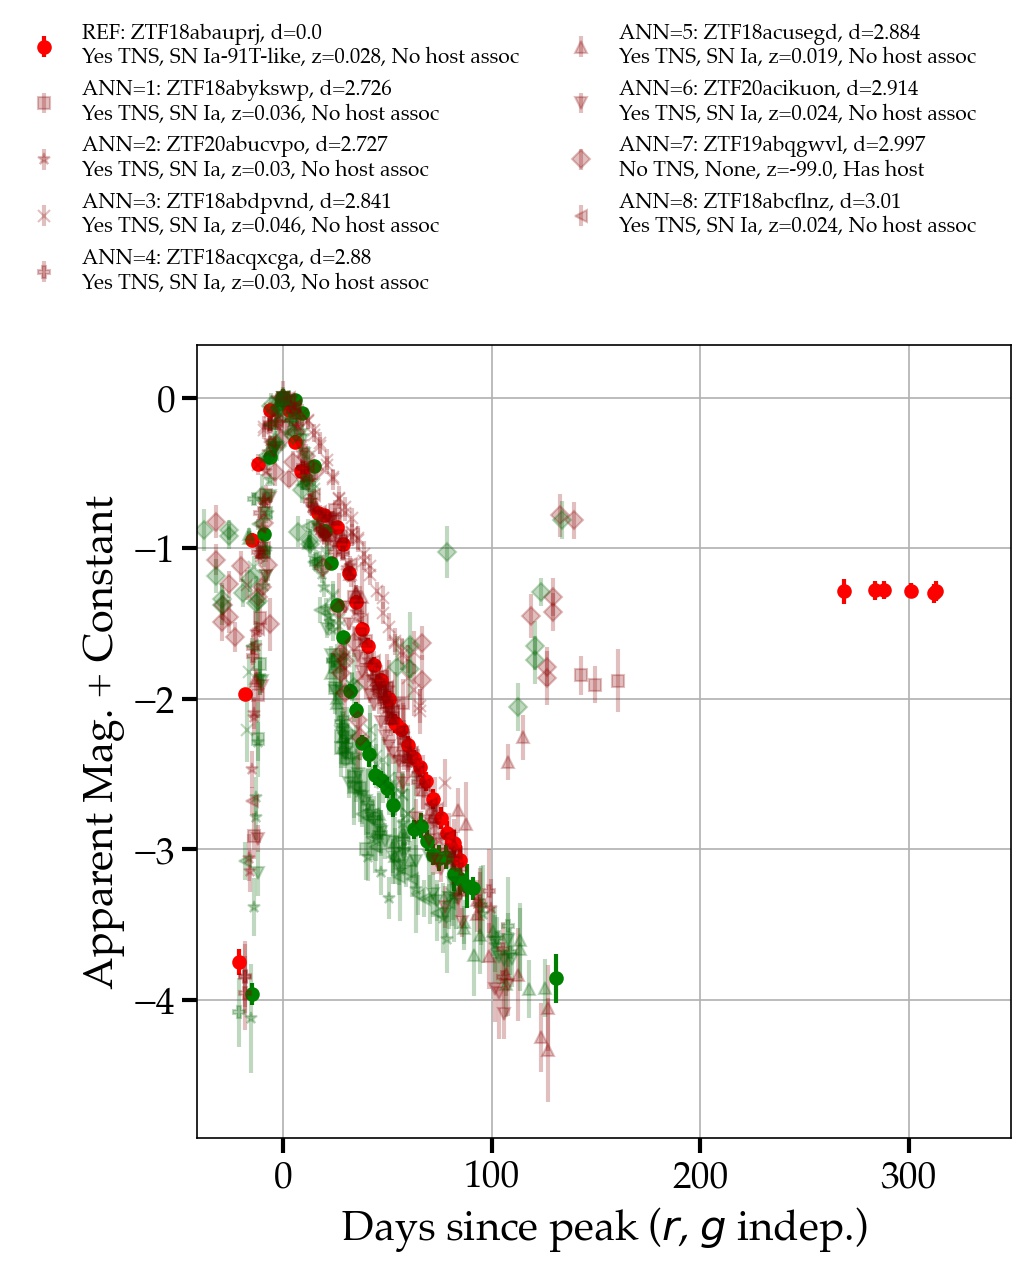 REF: ZTF18abauprj, d=0.0
Yes TNS, SN Ia-91T-like, z=0.028, No host assoc
ANN=1: ZTF18abykswp, d=2.726
Yes TNS, SN Ia, z=0.036, No host assoc
ANN=2: ZTF20abucvpo, d=2.727
Yes TNS, SN Ia, z=0.03, No host assoc
ANN=3: ZTF18abdpvnd, d=2.841
Yes TNS, SN Ia, z=0.046, No host assoc
ANN=4: ZTF18acqxcga, d=2.88
Yes TNS, SN Ia, z=0.03, No host assoc
ANN=5: ZTF18acusegd, d=2.884
Yes TNS, SN Ia, z=0.019, No host assoc
ANN=6: ZTF20acikuon, d=2.914
Yes TNS, SN Ia, z=0.024, No host assoc
ANN=7: ZTF19abqgwvl, d=2.997
No TNS, None, z=-99.0, Has host
ANN=8: ZTF18abcflnz, d=3.01
Yes TNS, SN Ia, z=0.024, No host assoc
Apparent Mag. + Constant
0
−1
−2
−3
−4
0
100
200
300
Days since peak (r, g indep.)